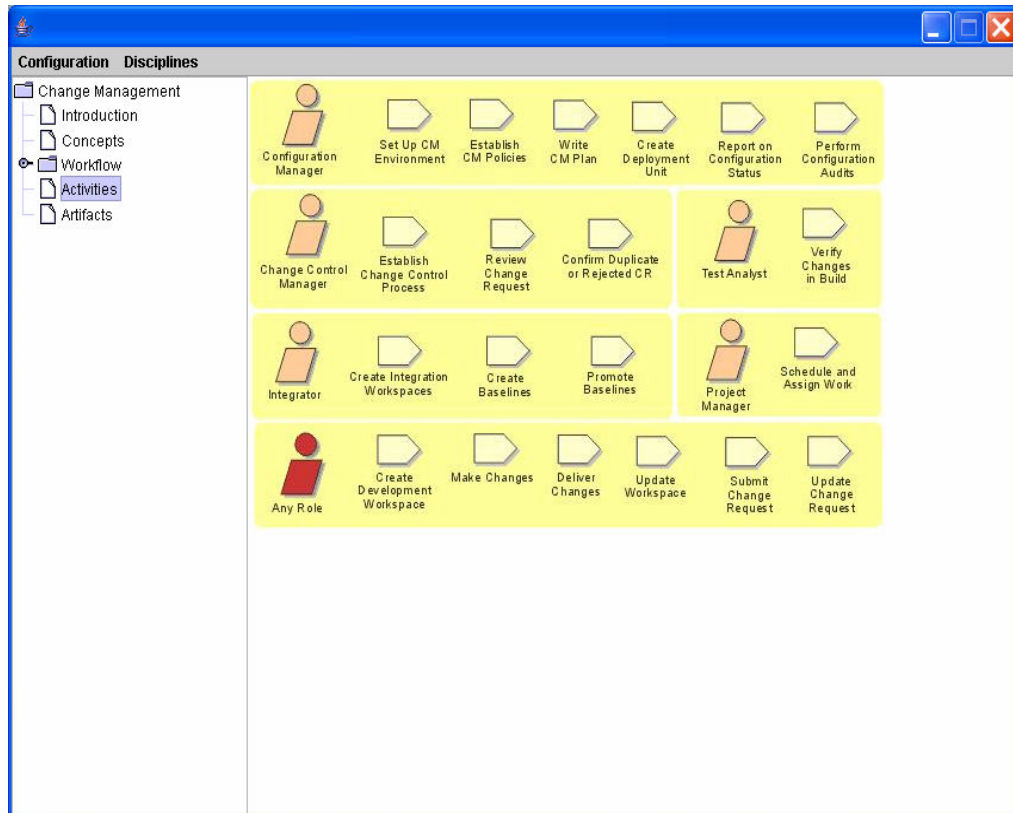 Configuration Disciplines
Change Management
Introduction
Concepts
Workflow
Activities
Artifacts
Configuration
Manager
Set Up CM
Environment
Establish
CM Policies
Write
CM Plan
Create
Deployment
Unit
Report on
Configuration
Status
Perform
Configuration
Audits
Change Control
Manager
Establish
Change Control
Process
Review
Change
Request
Confirm Duplicate
or Rejected CR
Test Analyst
Verify
Changes
in Build
Integrator
Create Integration
Workspaces
Create
Baselines
Promote
Baselines
Project
Manager
Schedule and
Assign Work
Any Role
Create
Development
Workspace
Make Changes
Deliver
Changes
Update
Workspace
Submit
Change
Request
Update
Change
Request